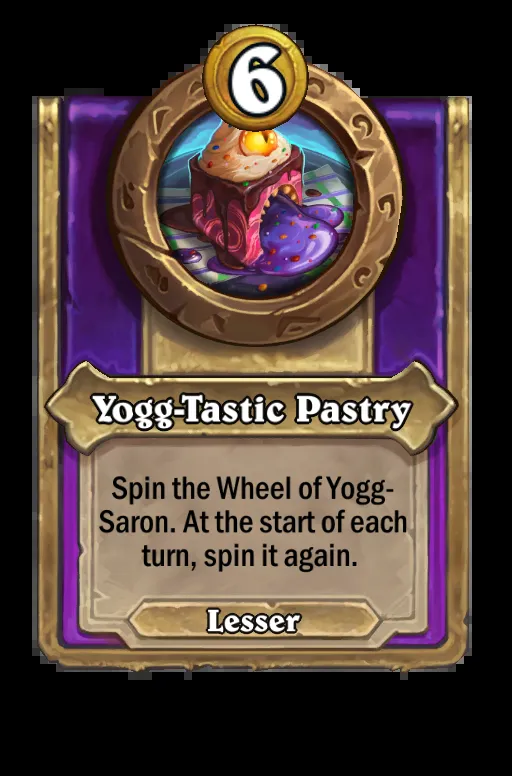 6
Yogg-Tastic Pastry
Spin the Wheel of Yogg-
Saron. At the start of each
turn, spin it again.
Lesser